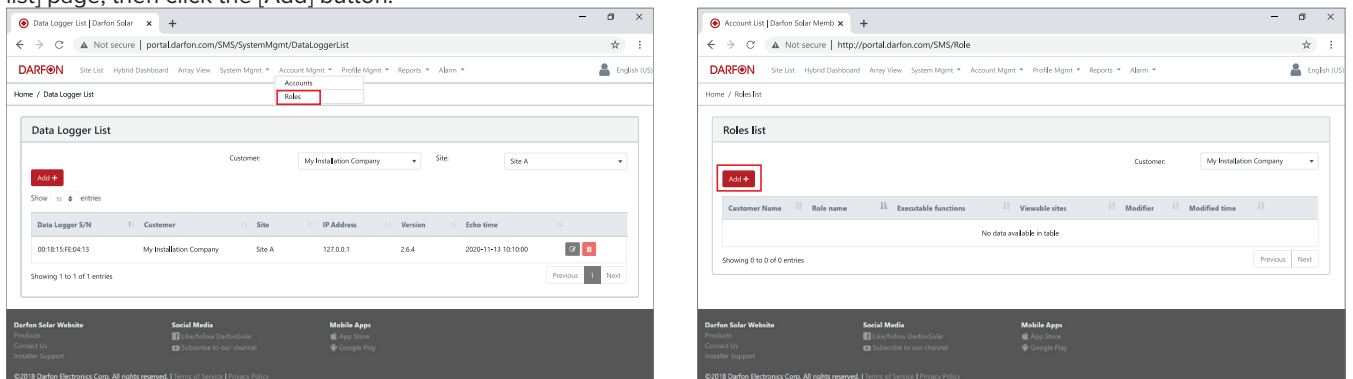 list] page, then click the [Add] button.
Data Logger List | Darfon Solar
Not secure | portal.darfon.com/SMS/SystemMgmt/DataLoggerList
DARFON Site List Hybrid Dashboard Array View System Mgmt Account Mgmt Profile Mgmt Reports Alarm English (US)
Accounts
Roles
Home / Data Logger List
Data Logger List
Customer: My Installation Company Site: Site A
Add +
Show entries
Data Logger S/N Customer Site IP Address Version Echo time
00:18:15:FE:04:13 My Installation Company Site A 127.0.0.1 2.6.4 2020-11-13 10:10:00
Showing 1 to 1 of 1 entries
Previous 1 Next
Darfon Solar Website Social Media Mobile Apps
Products Like/follow DarfonSolar App Store
Contact Us Subscribe to our channel Google Play
Installer Support
©2018 Darfon Electronics Corp. All rights reserved. | Terms of Service | Privacy Policy
Account List | Darfon Solar Memb
Not secure | http://portal.darfon.com/SMS/Role
DARFON Site List Hybrid Dashboard Array View System Mgmt Account Mgmt Profile Mgmt Reports Alarm English (US)
Home / Roles list
Roles list
Customer: My Installation Company
Add +
Customer Name Role name Executable functions Viewable sites Modifier Modified time
No data available in table
Showing 0 to 0 of 0 entries
Previous Next
Darfon Solar Website Social Media Mobile Apps
Products Like/follow DarfonSolar App Store
Contact Us Subscribe to our channel Google Play
Installer Support
©2018 Darfon Electronics Corp. All rights reserved. | Terms of Service | Privacy Policy